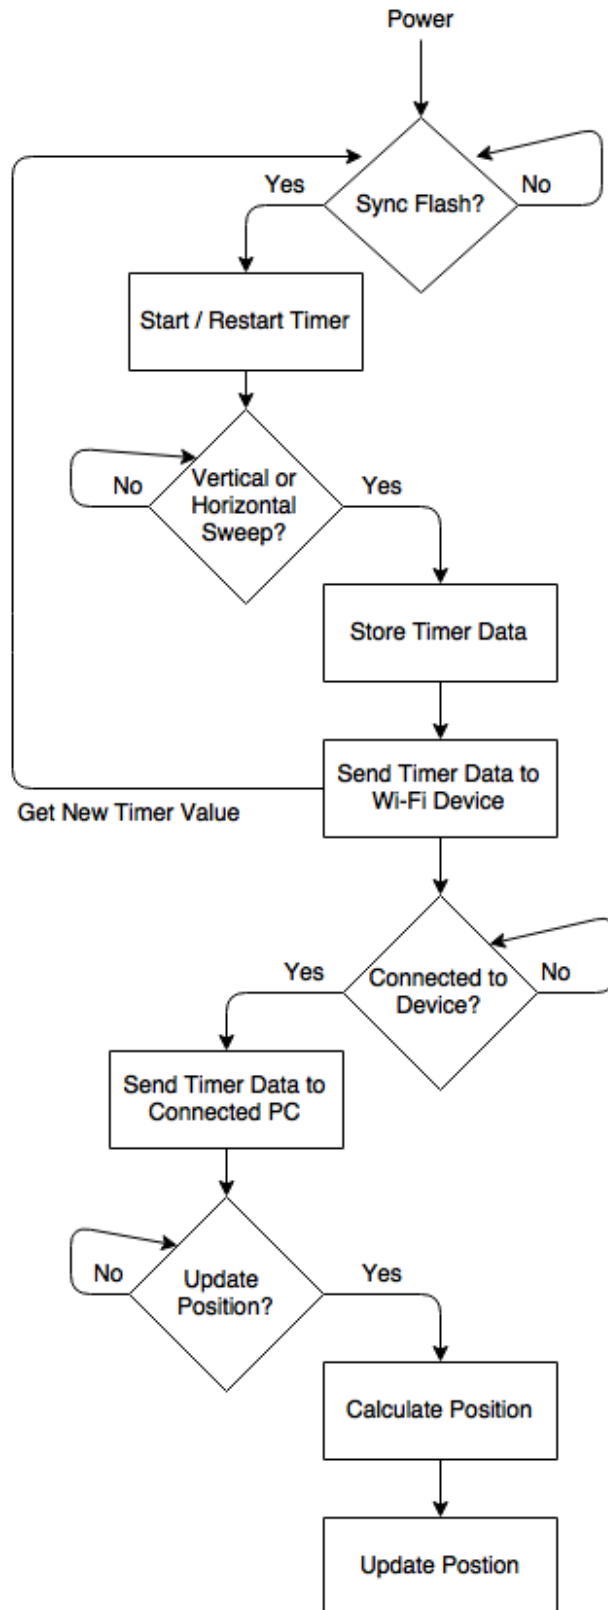 Power
Sync Flash?
Yes
No
Start / Restart Timer
Vertical or
Horizontal
Sweep?
No
Yes
Store Timer Data
Send Timer Data to
Wi-Fi Device
Get New Timer Value
Connected to
Device?
Yes
No
Send Timer Data to
Connected PC
Update
Position?
No
Yes
Calculate Position
Update Postion